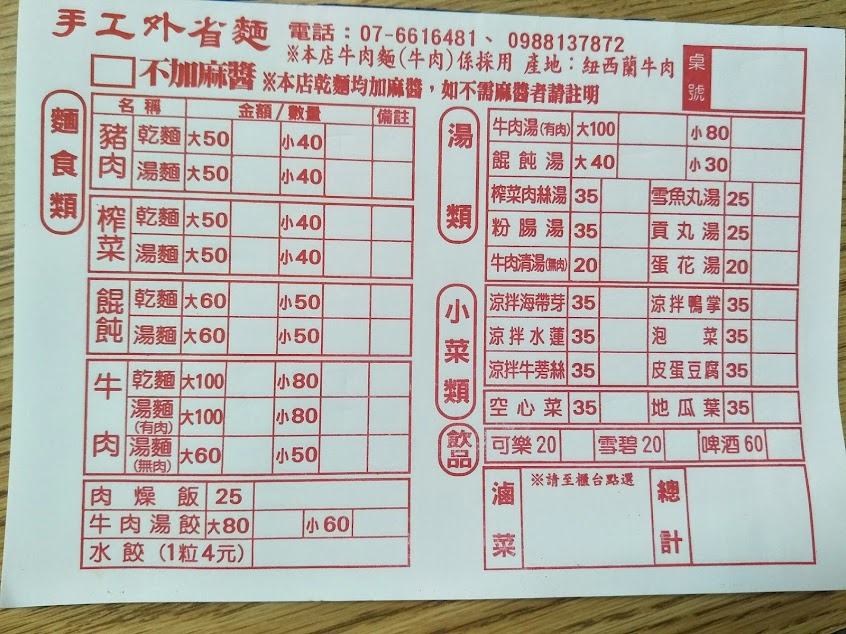 手工外省麵 電話：07-6616481、 0988137872
※本店牛肉麵(牛肉)係採用 產地：紐西蘭牛肉
不加麻醬 ※本店乾麵均加麻醬，如不需麻醬者請註明
桌號
麵食類
名稱 金額/數量 備註
豬肉 乾麵 大50 小40
湯麵 大50 小40
榨菜 乾麵 大50 小40
湯麵 大50 小40
餛飩 乾麵 大60 小50
湯麵 大60 小50
牛肉 乾麵 大100 小80
湯麵(有肉) 大100 小80
湯麵(無肉) 大60 小50
肉燥飯 25
牛肉湯餃 大80 小60
水餃(1粒4元)
湯類
牛肉湯(有肉) 大100 小80
餛飩湯 大40 小30
榨菜肉絲湯 35 雪魚丸湯 25
粉腸湯 35 貢丸湯 25
牛肉清湯(無肉) 20 蛋花湯 20
小菜類
涼拌海帶芽 35 涼拌鴨掌 35
涼拌水蓮 35 泡菜 35
涼拌牛蒡絲 35 皮蛋豆腐 35
空心菜 35 地瓜葉 35
飲品
可樂20 雪碧20 啤酒60
滷菜 ※請至櫃台點選 總計